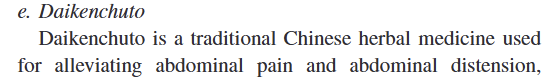 e. Daikenchuto
Daikenchuto is a traditional Chinese herbal medicine used
for alleviating abdominal pain and abdominal distension,